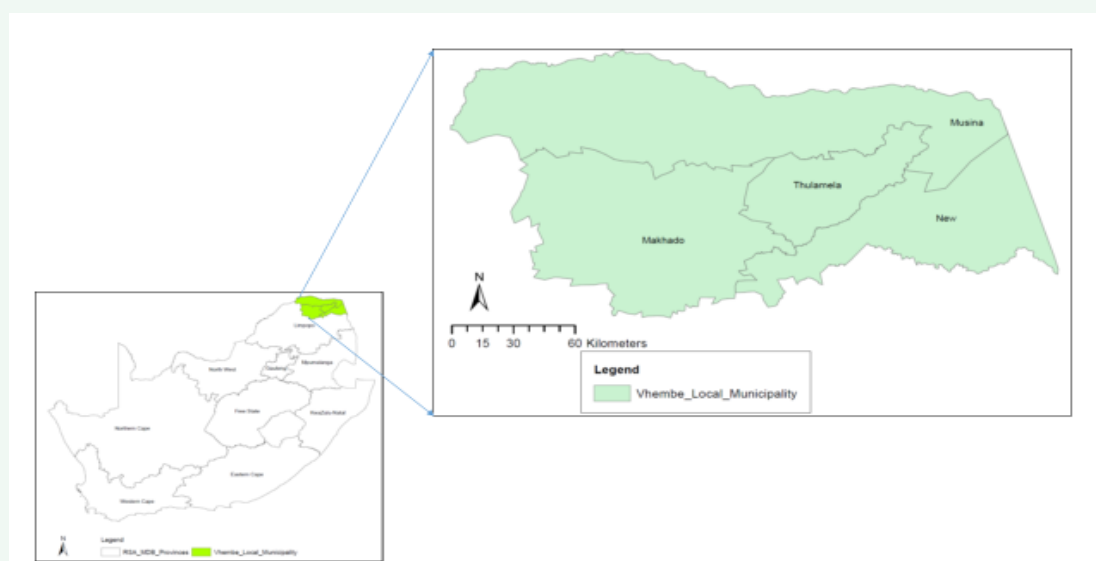 Musina
Thulamela
New
Makhado
N
0 15 30 60 Kilometers
Legend
Vhembe_Local_Municipality
Limpopo
North West
Gauteng
Mpumalanga
Free State
KwaZulu-Natal
Northern Cape
Eastern Cape
Western Cape
N
Legend
RSA_MDB_Provinces Vhembe_Local_Municipality